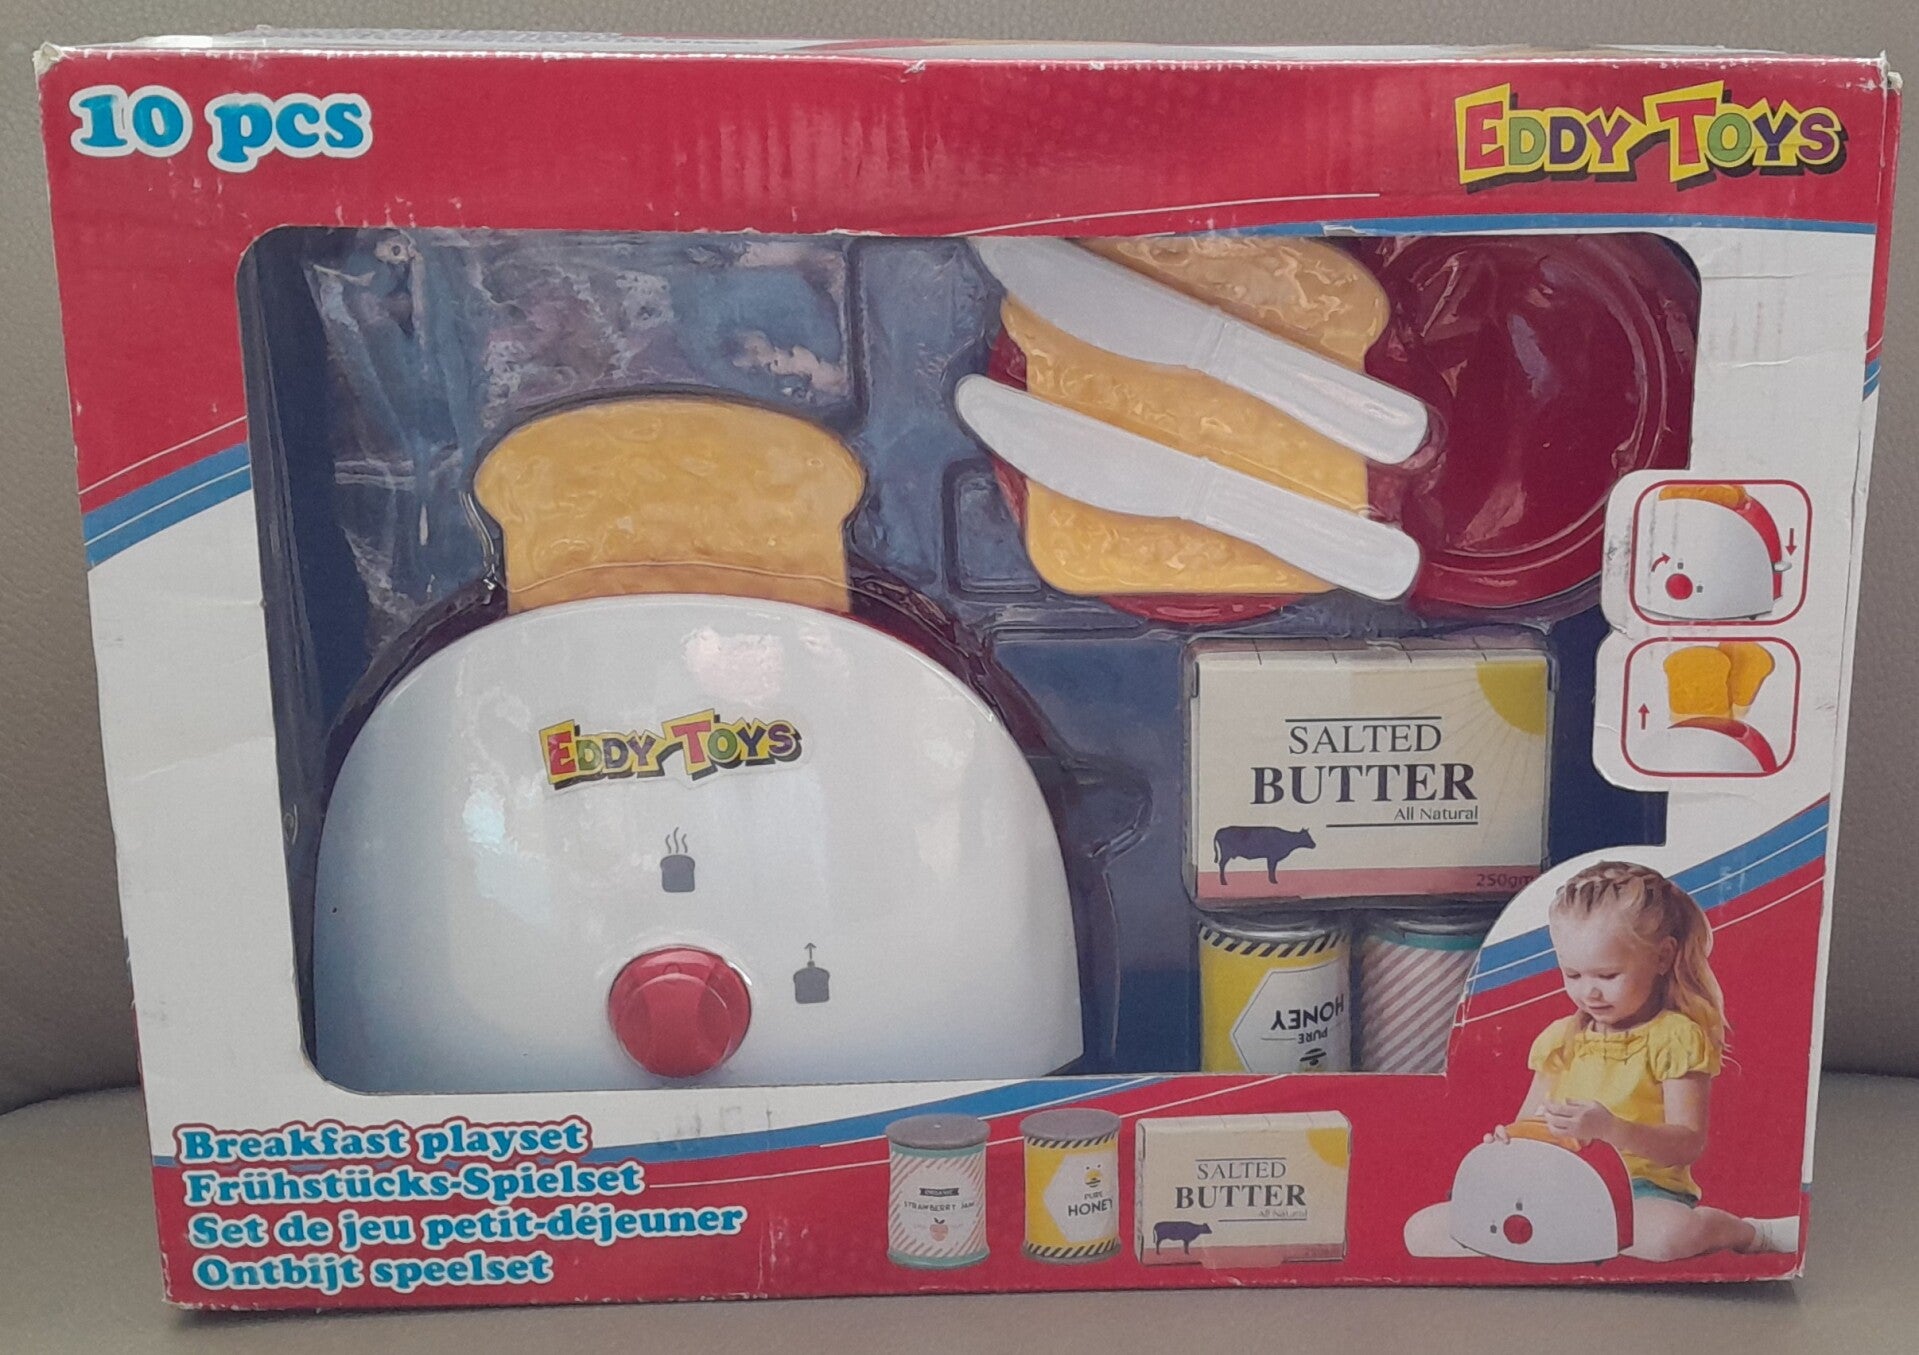 10 pcs
EDDY TOYS
EDDY TOYS
SALTED
BUTTER
All Natural
250gm
PURE
HONEY
Breakfast playset
Frühstücks-Spielset
Set de jeu petit-déjeuner
Ontbijt speelset
ORGANIC
STRAWBERRY JAM
PURE
HONEY
SALTED
BUTTER
All Natural